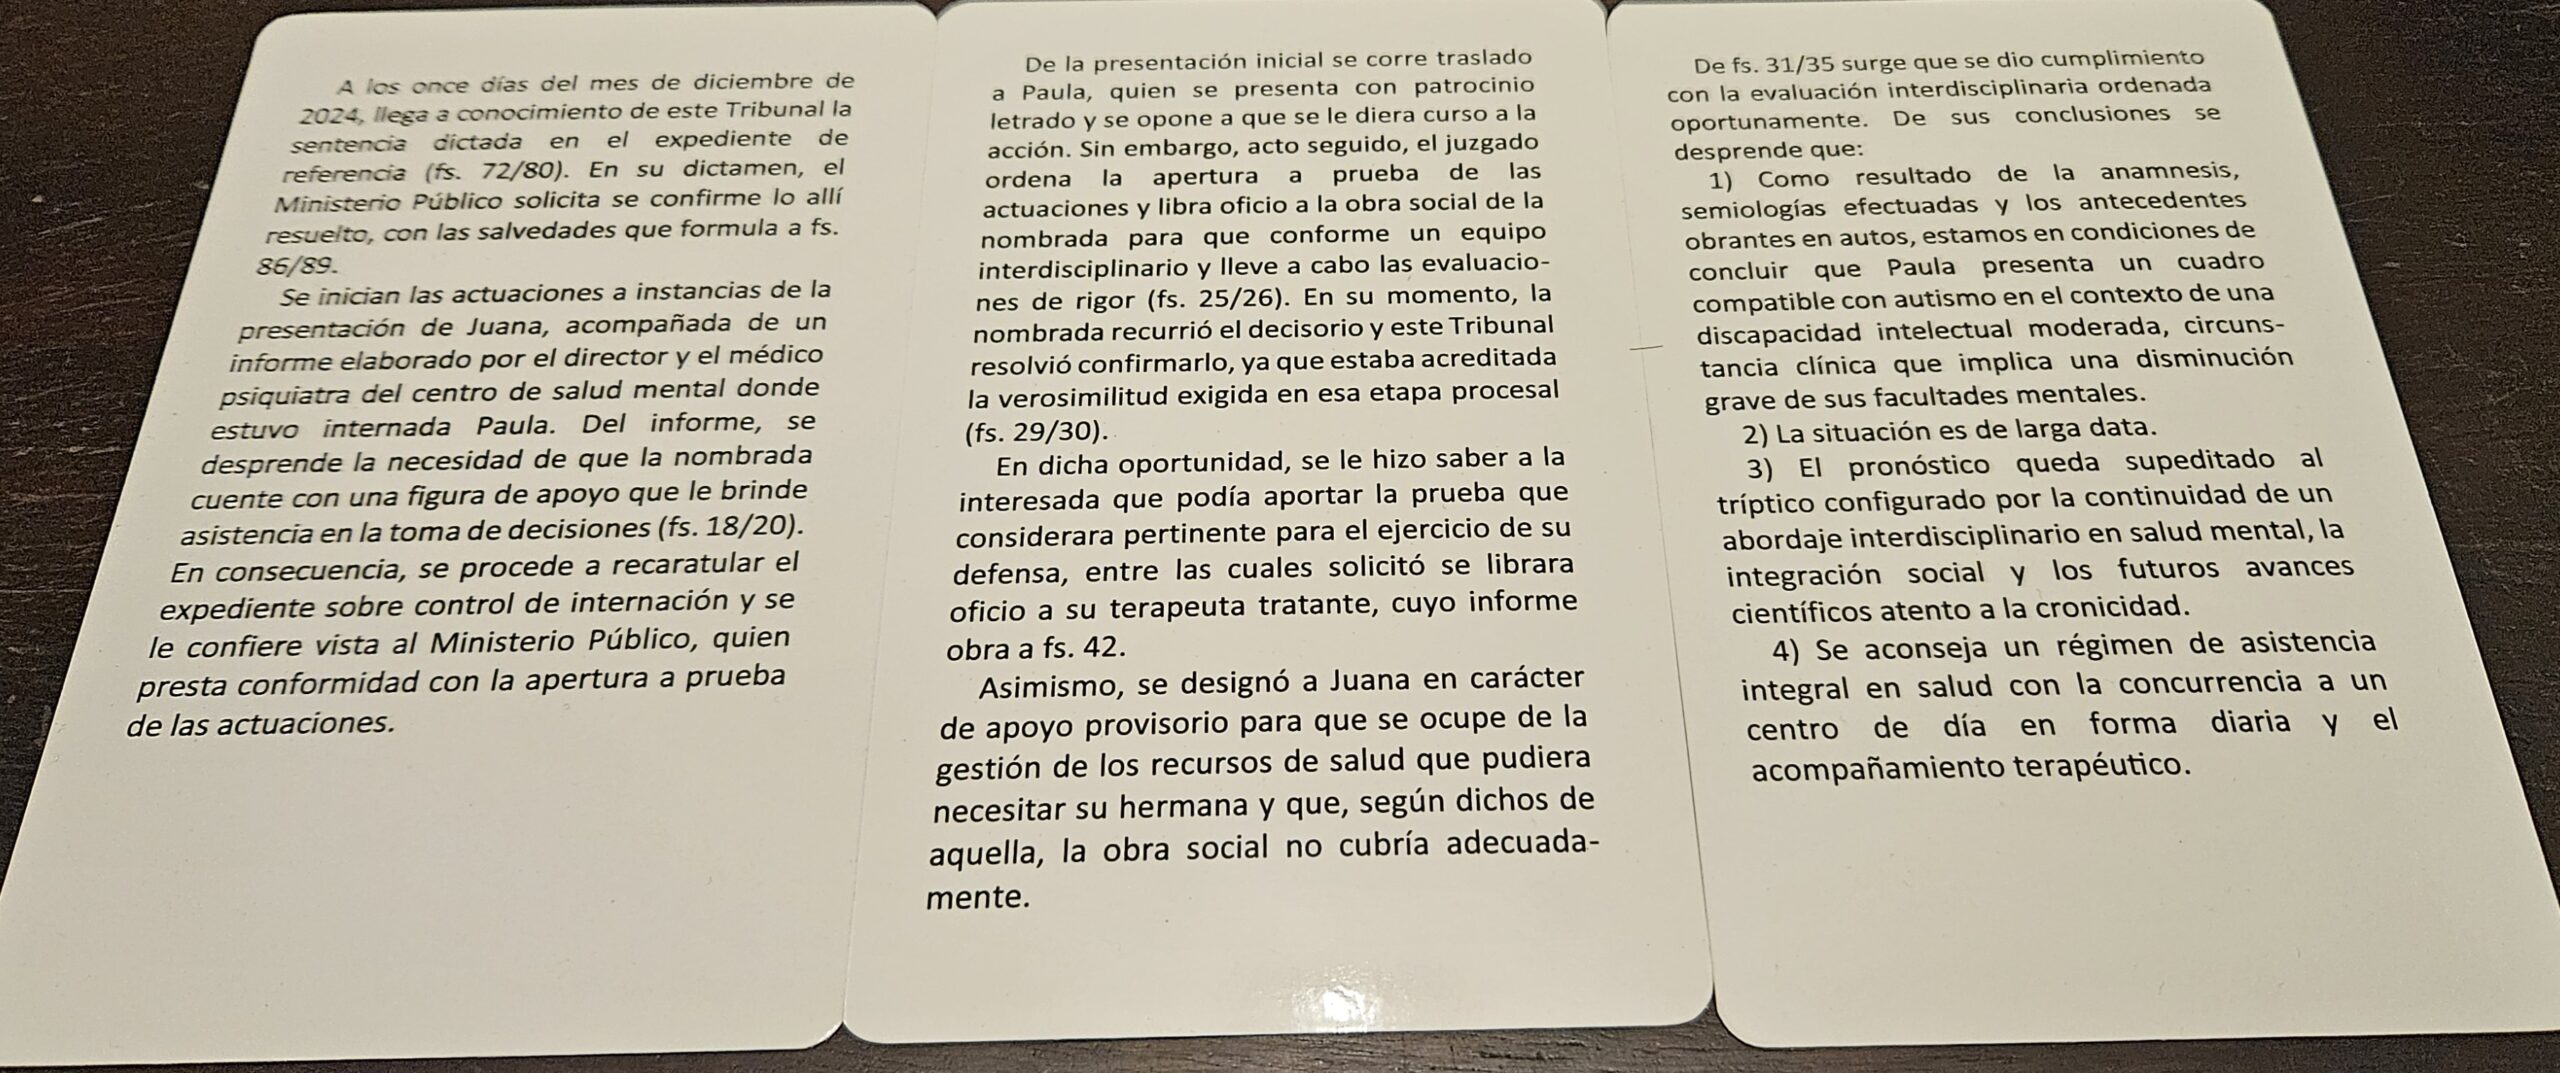 A los once días del mes de diciembre de
2024, llega a conocimiento de este Tribunal la
sentencia dictada en el expediente de
referencia (fs. 72/80). En su dictamen, el
Ministerio Público solicita se confirme lo allí
resuelto, con las salvedades que formula a fs.
86/89.
Se inician las actuaciones a instancias de la
presentación de Juana, acompañada de un
informe elaborado por el director y el médico
psiquiatra del centro de salud mental donde
estuvo internada Paula. Del informe, se
desprende la necesidad de que la nombrada
cuente con una figura de apoyo que le brinde
asistencia en la toma de decisiones (fs. 18/20).
En consecuencia, se procede a recaratular el
expediente sobre control de internación y se
le confiere vista al Ministerio Público, quien
presta conformidad con la apertura a prueba
de las actuaciones.
De la presentación inicial se corre traslado
a Paula, quien se presenta con patrocinio
letrado y se opone a que se le diera curso a la
acción. Sin embargo, acto seguido, el juzgado
ordena la apertura a prueba de las
actuaciones y libra oficio a la obra social de la
nombrada para que conforme un equipo
interdisciplinario y lleve a cabo las evaluacio-
nes de rigor (fs. 25/26). En su momento, la
nombrada recurrió el decisorio y este Tribunal
resolvió confirmarlo, ya que estaba acreditada
la verosimilitud exigida en esa etapa procesal
(fs. 29/30).
En dicha oportunidad, se le hizo saber a la
interesada que podía aportar la prueba que
considerara pertinente para el ejercicio de su
defensa, entre las cuales solicitó se librara
oficio a su terapeuta tratante, cuyo informe
obra a fs. 42.
Asimismo, se designó a Juana en carácter
de apoyo provisorio para que se ocupe de la
gestión de los recursos de salud que pudiera
necesitar su hermana y que, según dichos de
aquella, la obra social no cubría adecuada-
mente.
De fs. 31/35 surge que se dio cumplimiento
con la evaluación interdisciplinaria ordenada
oportunamente. De sus conclusiones se
desprende que:
1) Como resultado de la anamnesis,
semiologías efectuadas y los antecedentes
obrantes en autos, estamos en condiciones de
concluir que Paula presenta un cuadro
compatible con autismo en el contexto de una
discapacidad intelectual moderada, circuns-
tancia clínica que implica una disminución
grave de sus facultades mentales.
2) La situación es de larga data.
3) El pronóstico queda supeditado al
tríptico configurado por la continuidad de un
abordaje interdisciplinario en salud mental, la
integración social y los futuros avances
científicos atento a la cronicidad.
4) Se aconseja un régimen de asistencia
integral en salud con la concurrencia a un
centro de día en forma diaria y el
acompañamiento terapéutico.